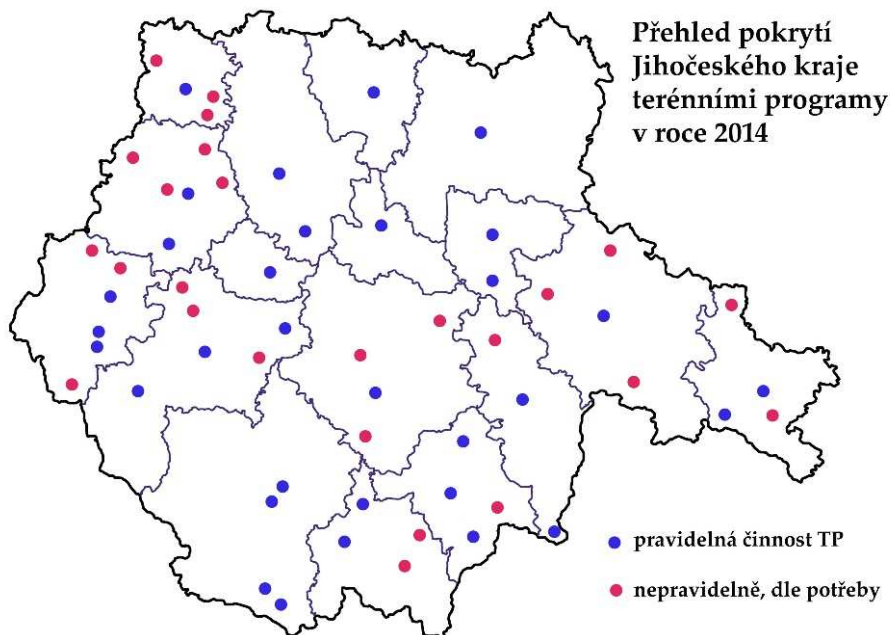 Přehled pokrytí
Jihočeského kraje
terénními programy
v roce 2014
pravidelná činnost TP
nepravidelně, dle potřeby